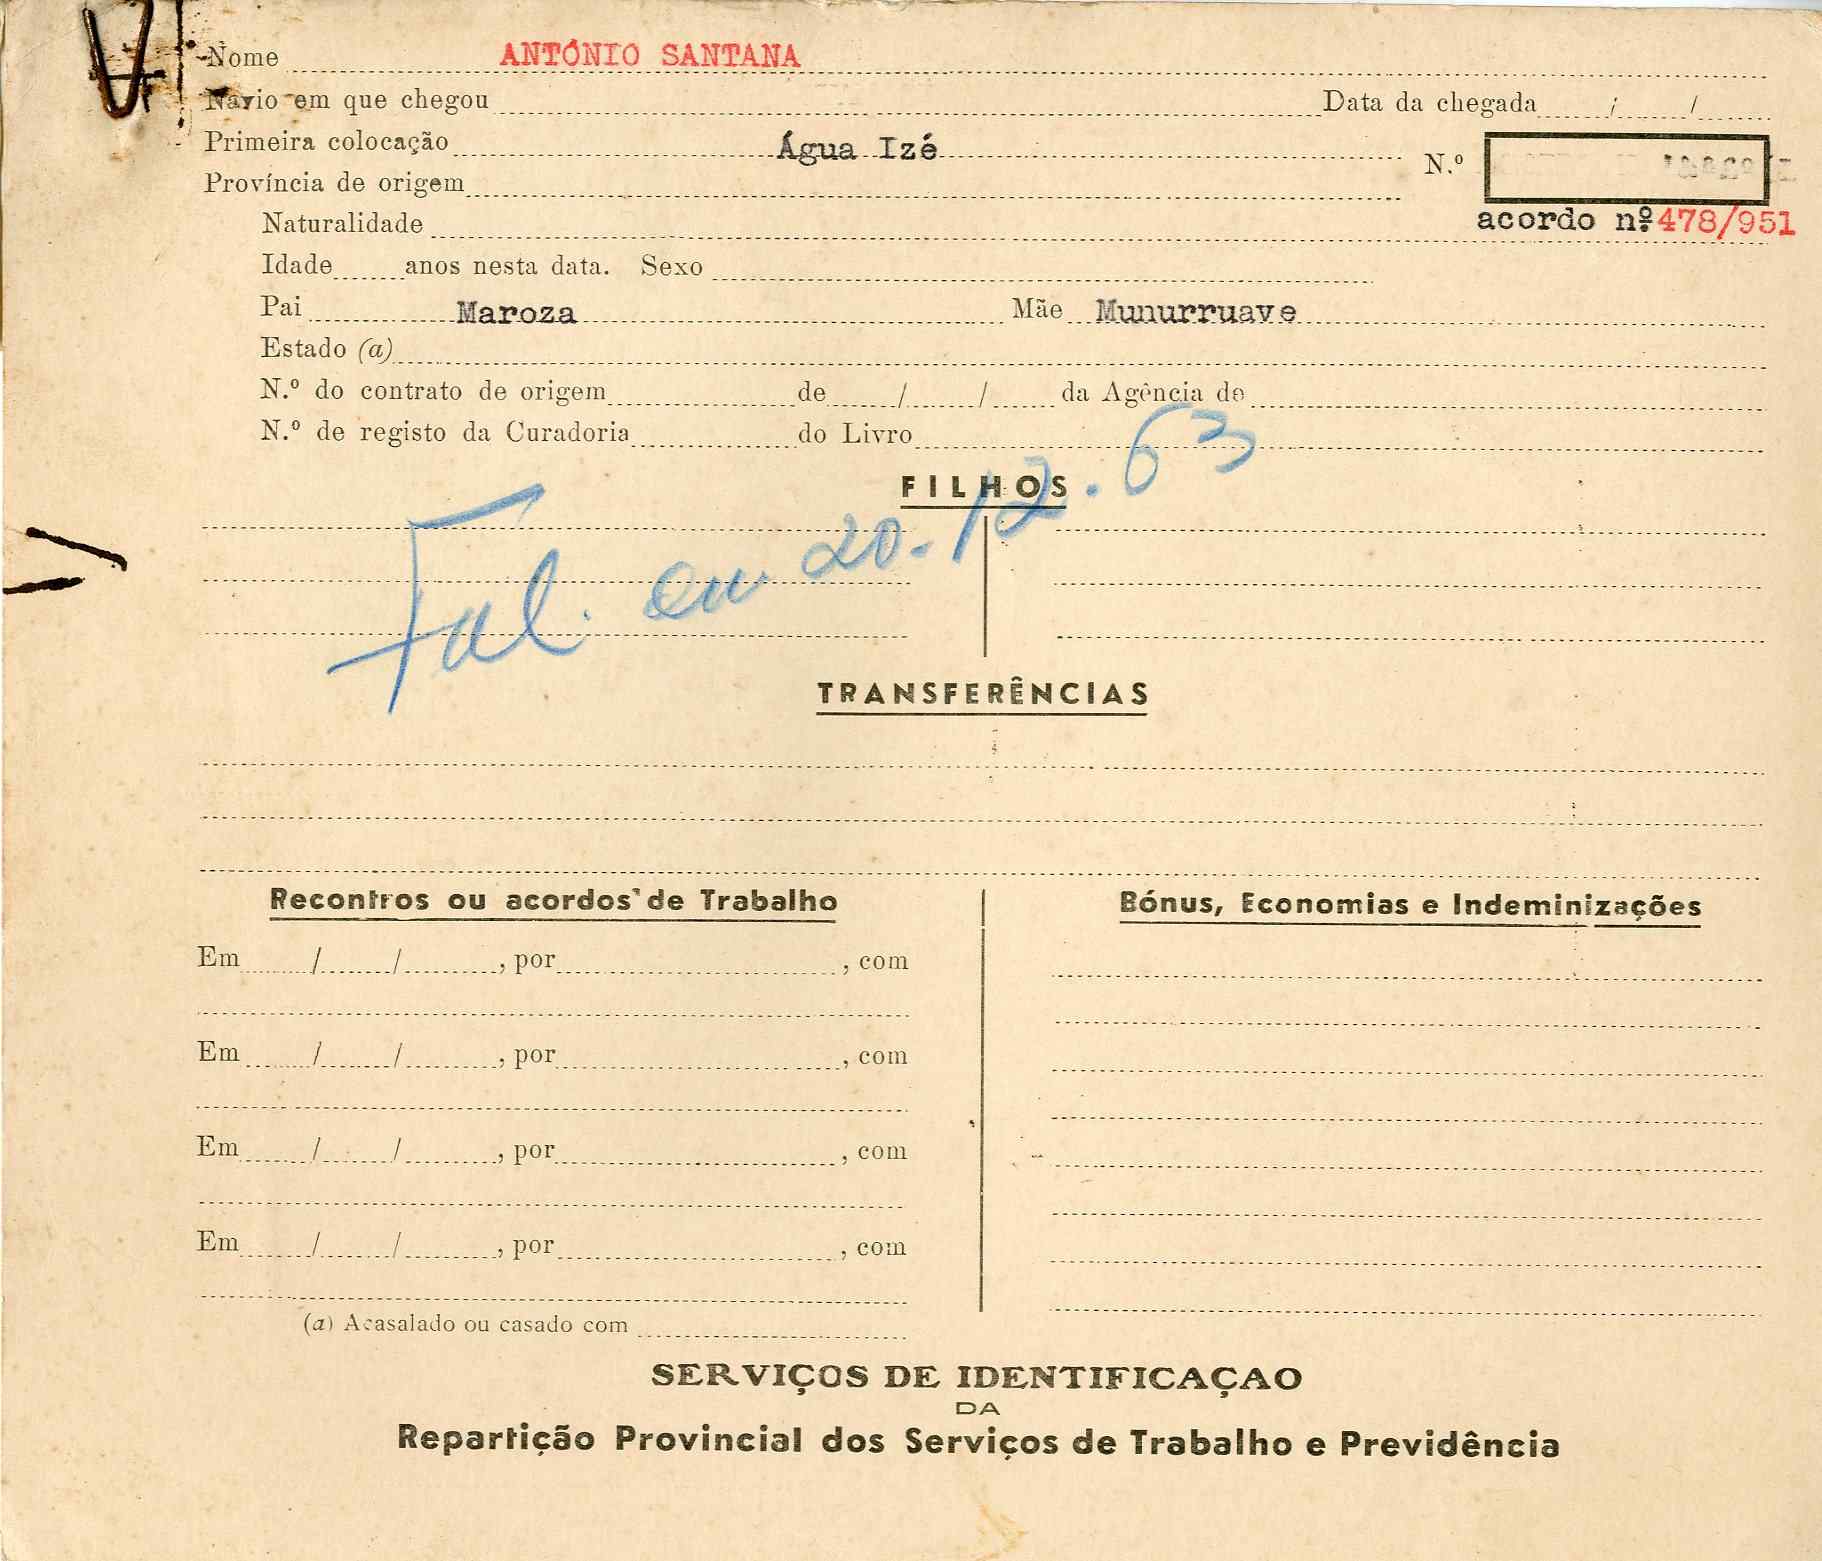 Nome ANTÓNIO SANTANA
Navio em que chegou Data da chegada / /
Primeira colocação Água Izé
N.º
Província de origem
acordo nº478/951
Naturalidade
Idade anos nesta data. Sexo
Pai Maroza Mãe Munurruave
Estado (a)
N.º do contrato de origem de / / da Agência de
N.º de registo da Curadoria do Livro
FILHOS
Fal. em 20.12.63
TRANSFERÊNCIAS
Recontros ou acordos de Trabalho
Em / / , por , com
Em / / , por , com
Em / / , por , com
Em / / , por , com
(a) Acasalado ou casado com
Bónus, Economias e Indeminizações
SERVIÇOS DE IDENTIFICAÇAO
DA
Repartição Provincial dos Serviços de Trabalho e Previdência